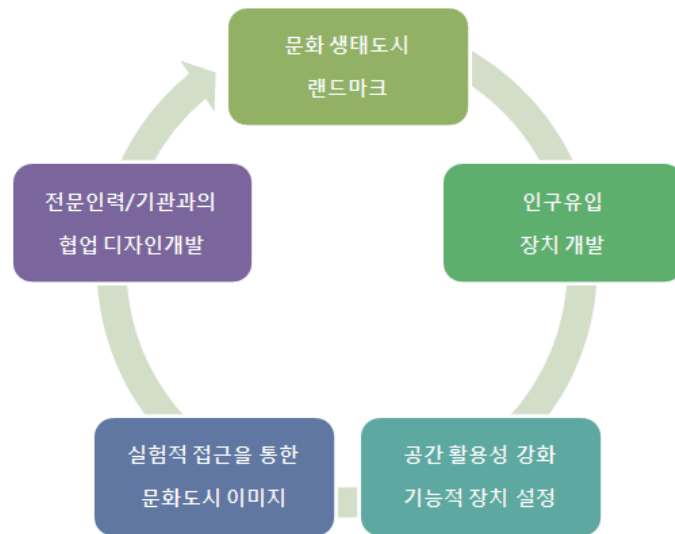 문화 생태도시
랜드마크
인구유입
장치 개발
공간 활용성 강화
기능적 장치 설정
실험적 접근을 통한
문화도시 이미지
전문인력/기관과의
협업 디자인개발